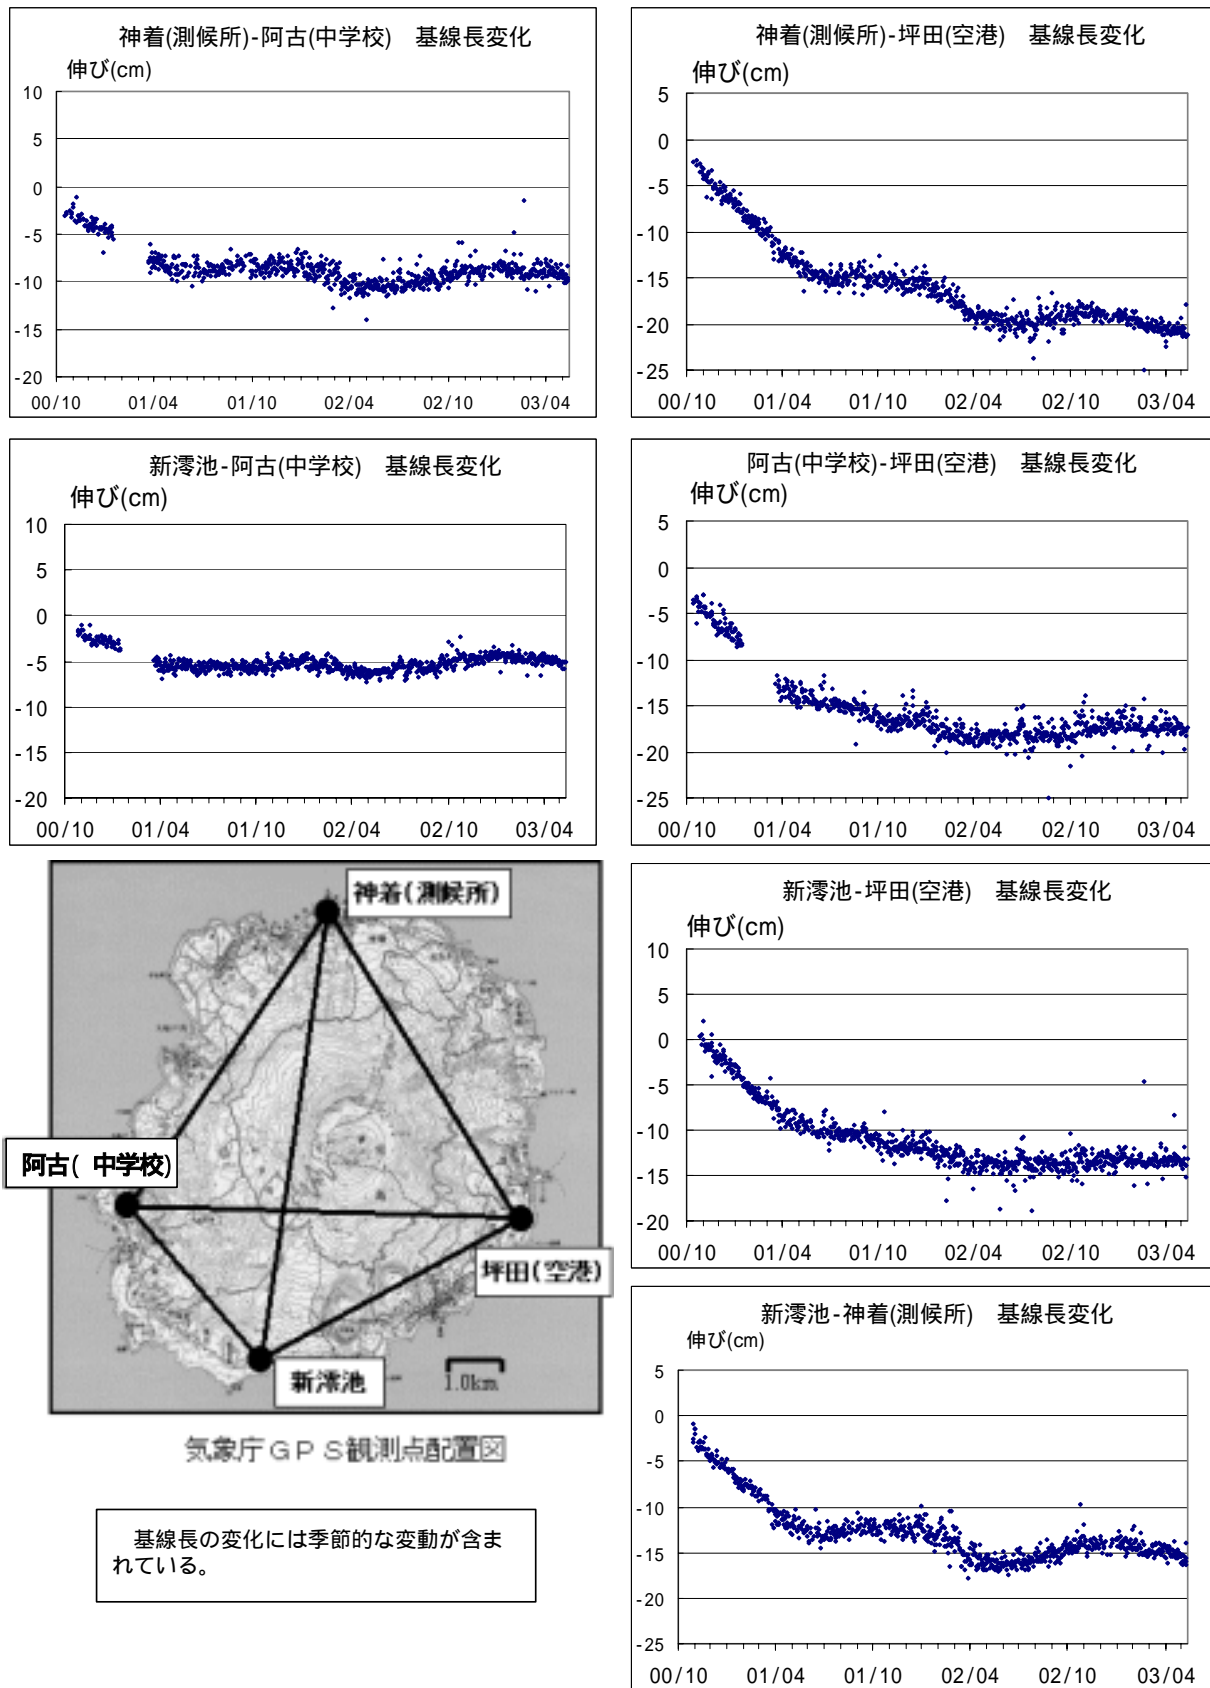 神着(測候所)-阿古(中学校) 基線長変化
伸び(cm)
10
5
0
-5
-10
-15
-20
00/10 01/04 01/10 02/04 02/10 03/04
神着(測候所)-坪田(空港) 基線長変化
伸び(cm)
5
0
-5
-10
-15
-20
-25
00/10 01/04 01/10 02/04 02/10 03/04
新澪池-阿古(中学校) 基線長変化
伸び(cm)
10
5
0
-5
-10
-15
-20
00/10 01/04 01/10 02/04 02/10 03/04
阿古(中学校)-坪田(空港) 基線長変化
伸び(cm)
5
0
-5
-10
-15
-20
-25
00/10 01/04 01/10 02/04 02/10 03/04
神着(測候所)
阿古( 中学校)
坪田(空港)
新澪池
1.0km
気象庁GPS観測点配置図
基線長の変化には季節的な変動が含ま
れている。
新澪池-坪田(空港) 基線長変化
伸び(cm)
10
5
0
-5
-10
-15
-20
00/10 01/04 01/10 02/04 02/10 03/04
新澪池-神着(測候所) 基線長変化
伸び(cm)
5
0
-5
-10
-15
-20
-25
00/10 01/04 01/10 02/04 02/10 03/04